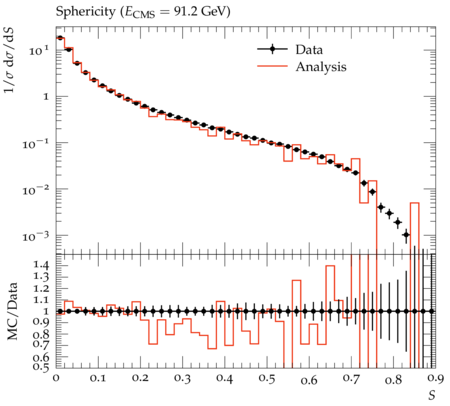 Sphericity (E_CMS = 91.2 GeV)
1/σ dσ/dS
10^1
1
10^−1
10^−2
10^−3
Data
Analysis
MC/Data
1.4
1.3
1.2
1.1
1
0.9
0.8
0.7
0.6
0.5
0 0.1 0.2 0.3 0.4 0.5 0.6 0.7 0.8 0.9
S